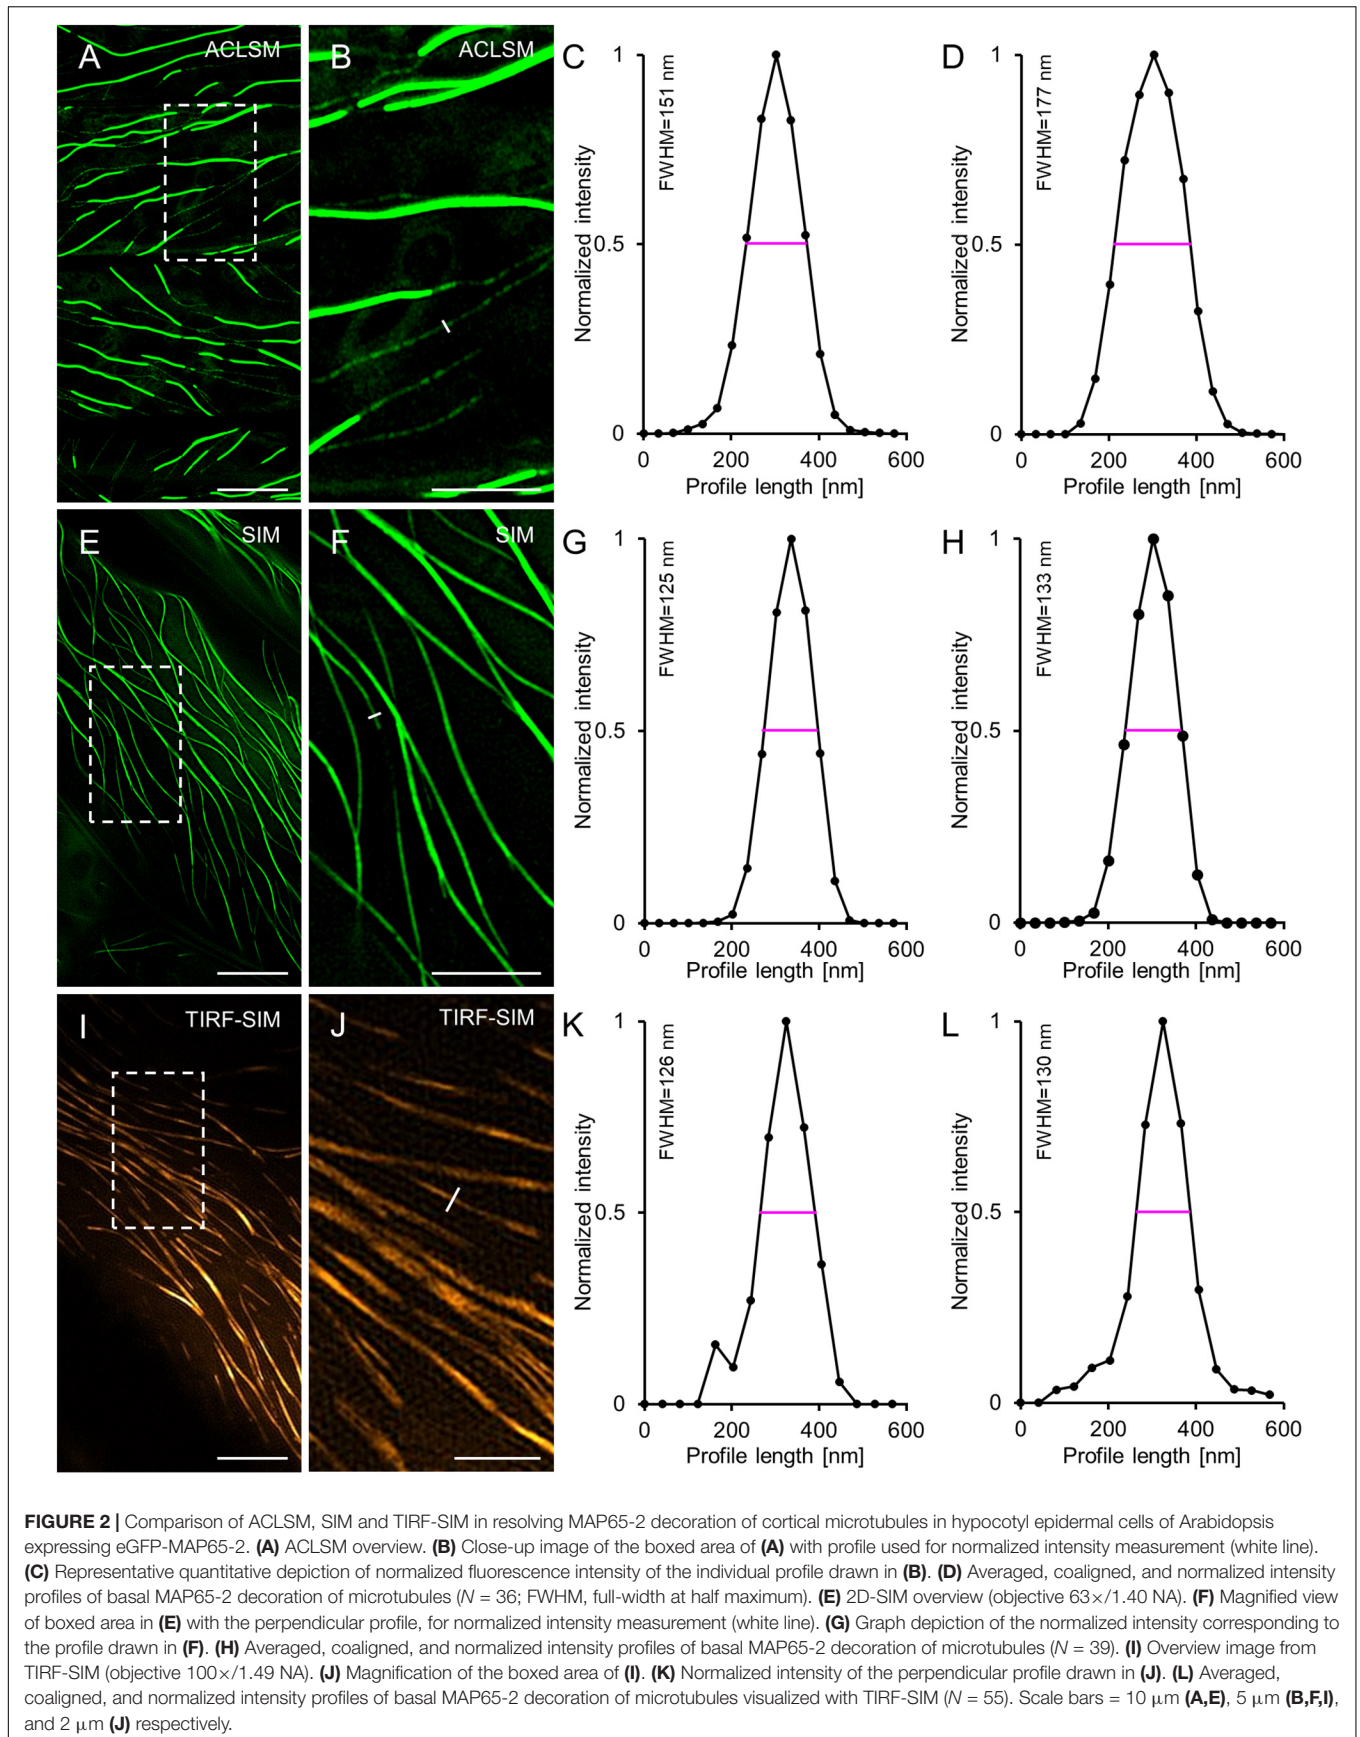 A
ACLSM
B
ACLSM
C
FWHM=151 nm
Normalized intensity
1
0.5
0
0
200
400
600
Profile length [nm]
D
FWHM=177 nm
Normalized intensity
1
0.5
0
0
200
400
600
Profile length [nm]
E
SIM
F
SIM
G
FWHM=125 nm
Normalized intensity
1
0.5
0
0
200
400
600
Profile length [nm]
H
FWHM=133 nm
Normalized intensity
1
0.5
0
0
200
400
600
Profile length [nm]
I
TIRF-SIM
J
TIRF-SIM
K
FWHM=126 nm
Normalized intensity
1
0.5
0
0
200
400
600
Profile length [nm]
L
FWHM=130 nm
Normalized intensity
1
0.5
0
0
200
400
600
Profile length [nm]
FIGURE 2 | Comparison of ACLSM, SIM and TIRF-SIM in resolving MAP65-2 decoration of cortical microtubules in hypocotyl epidermal cells of Arabidopsis
expressing eGFP-MAP65-2. (A) ACLSM overview. (B) Close-up image of the boxed area of (A) with profile used for normalized intensity measurement (white line).
(C) Representative quantitative depiction of normalized fluorescence intensity of the individual profile drawn in (B). (D) Averaged, coaligned, and normalized intensity
profiles of basal MAP65-2 decoration of microtubules (N = 36; FWHM, full-width at half maximum). (E) 2D-SIM overview (objective 63×/1.40 NA). (F) Magnified view
of boxed area in (E) with the perpendicular profile, for normalized intensity measurement (white line). (G) Graph depiction of the normalized intensity corresponding to
the profile drawn in (F). (H) Averaged, coaligned, and normalized intensity profiles of basal MAP65-2 decoration of microtubules (N = 39). (I) Overview image from
TIRF-SIM (objective 100×/1.49 NA). (J) Magnification of the boxed area of (I). (K) Normalized intensity of the perpendicular profile drawn in (J). (L) Averaged,
coaligned, and normalized intensity profiles of basal MAP65-2 decoration of microtubules visualized with TIRF-SIM (N = 55). Scale bars = 10 μm (A,E), 5 μm (B,F,I),
and 2 μm (J) respectively.